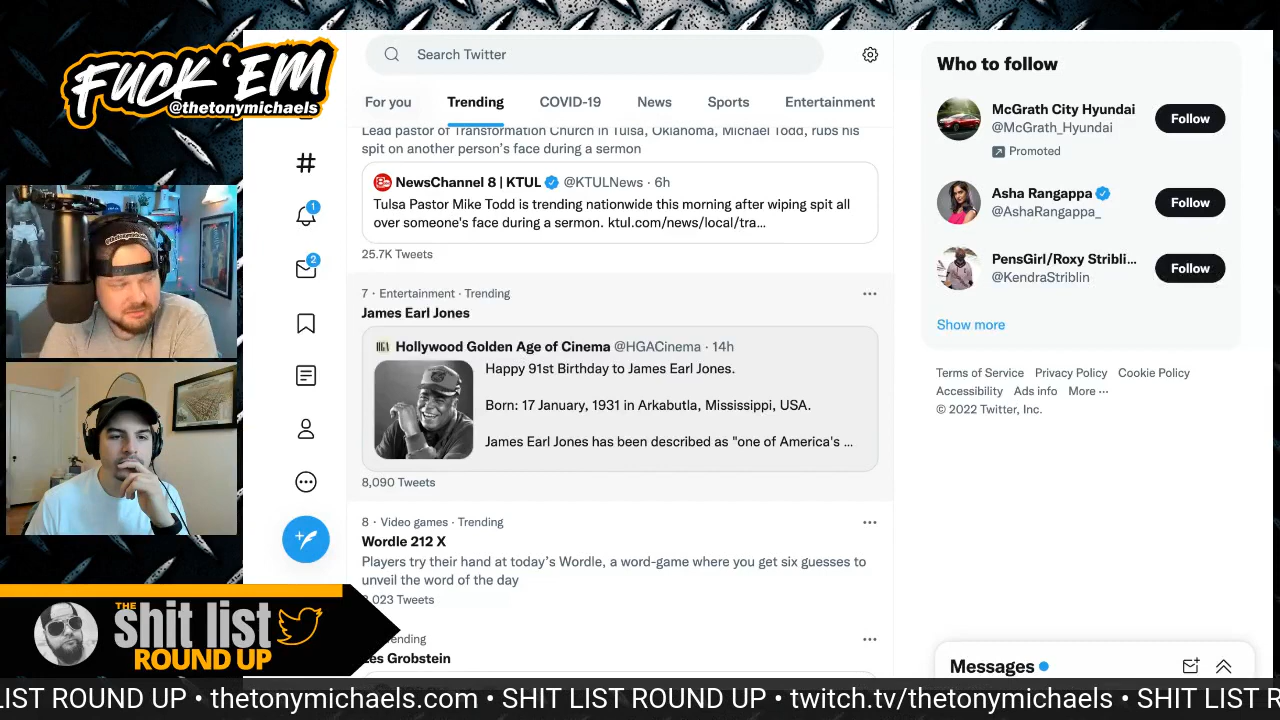 FUCK 'EM
@thetonymichaels
Search Twitter
For you
Trending
COVID-19
News
Sports
Entertainment
Lead pastor of Transformation Church in Tulsa, Oklahoma, Michael Todd, rubs his
spit on another person's face during a sermon
NewsChannel 8 | KTUL @KTULNews · 6h
Tulsa Pastor Mike Todd is trending nationwide this morning after wiping spit all
over someone's face during a sermon. ktul.com/news/local/tra...
25.7K Tweets
7 · Entertainment · Trending
James Earl Jones
Hollywood Golden Age of Cinema @HGACinema · 14h
Happy 91st Birthday to James Earl Jones.
Born: 17 January, 1931 in Arkabutla, Mississippi, USA.
James Earl Jones has been described as "one of America's ...
8,090 Tweets
8 · Video games · Trending
Wordle 212 X
Players try their hand at today's Wordle, a word-game where you get six guesses to
unveil the word of the day
,023 Tweets
ending
Les Grobstein
1
2
Who to follow
McGrath City Hyundai
@McGrath_Hyundai
Promoted
Follow
Asha Rangappa
@AshaRangappa_
Follow
PensGirl/Roxy Stribli...
@KendraStriblin
Follow
Show more
Terms of Service Privacy Policy Cookie Policy
Accessibility Ads info More ···
© 2022 Twitter, Inc.
Messages
THE
shit list
ROUND UP
LIST ROUND UP • thetonymichaels.com • SHIT LIST ROUND UP • twitch.tv/thetonymichaels • SHIT LIST R